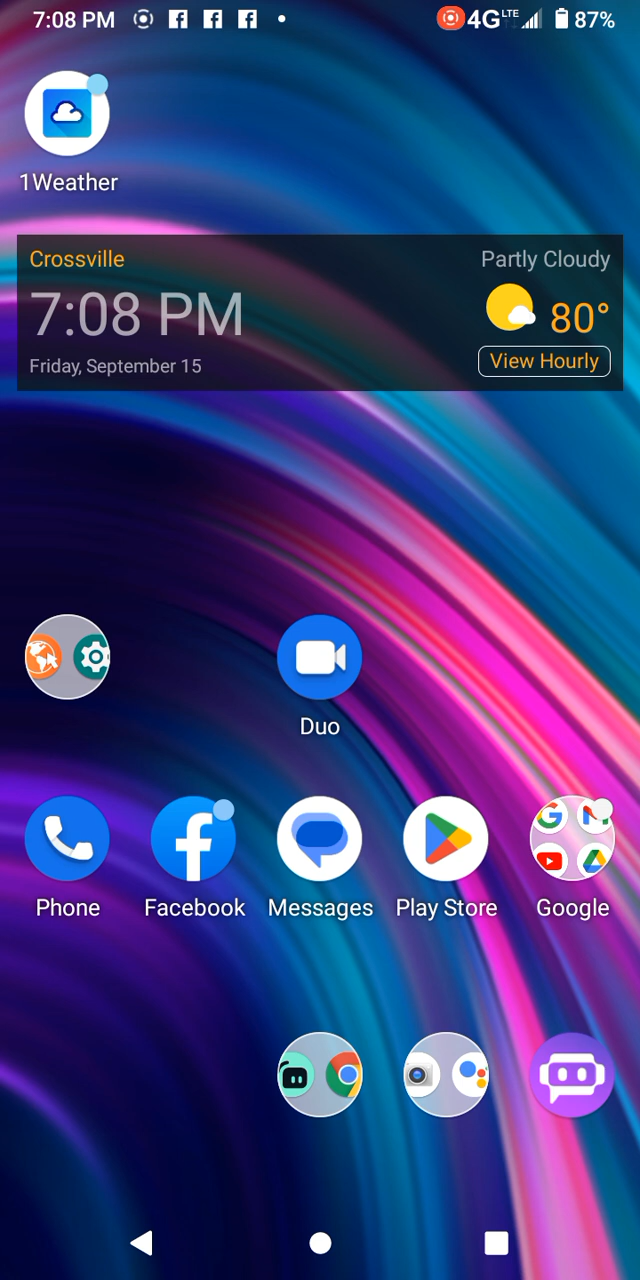 7:08 PM
4G LTE 87%
1Weather
Crossville
Partly Cloudy
7:08 PM
80°
Friday, September 15
View Hourly
Duo
Phone Facebook Messages Play Store Google